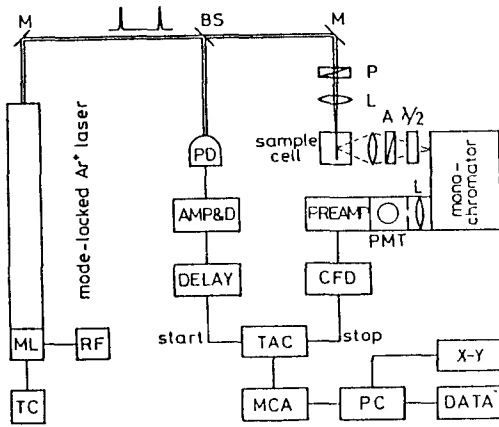 M
BS
M
P
L
A
λ/2
sample
cell
mono-
chromator
mode-locked Ar⁺ laser
PD
AMP&D
PREAMP
L
PMT
DELAY
CFD
start
stop
ML
RF
TAC
X-Y
TC
MCA
PC
DATA